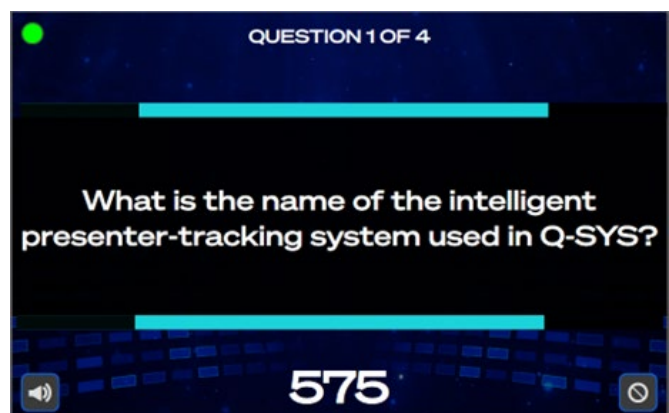 QUESTION 1 OF 4
What is the name of the intelligent
presenter-tracking system used in Q-SYS?
575